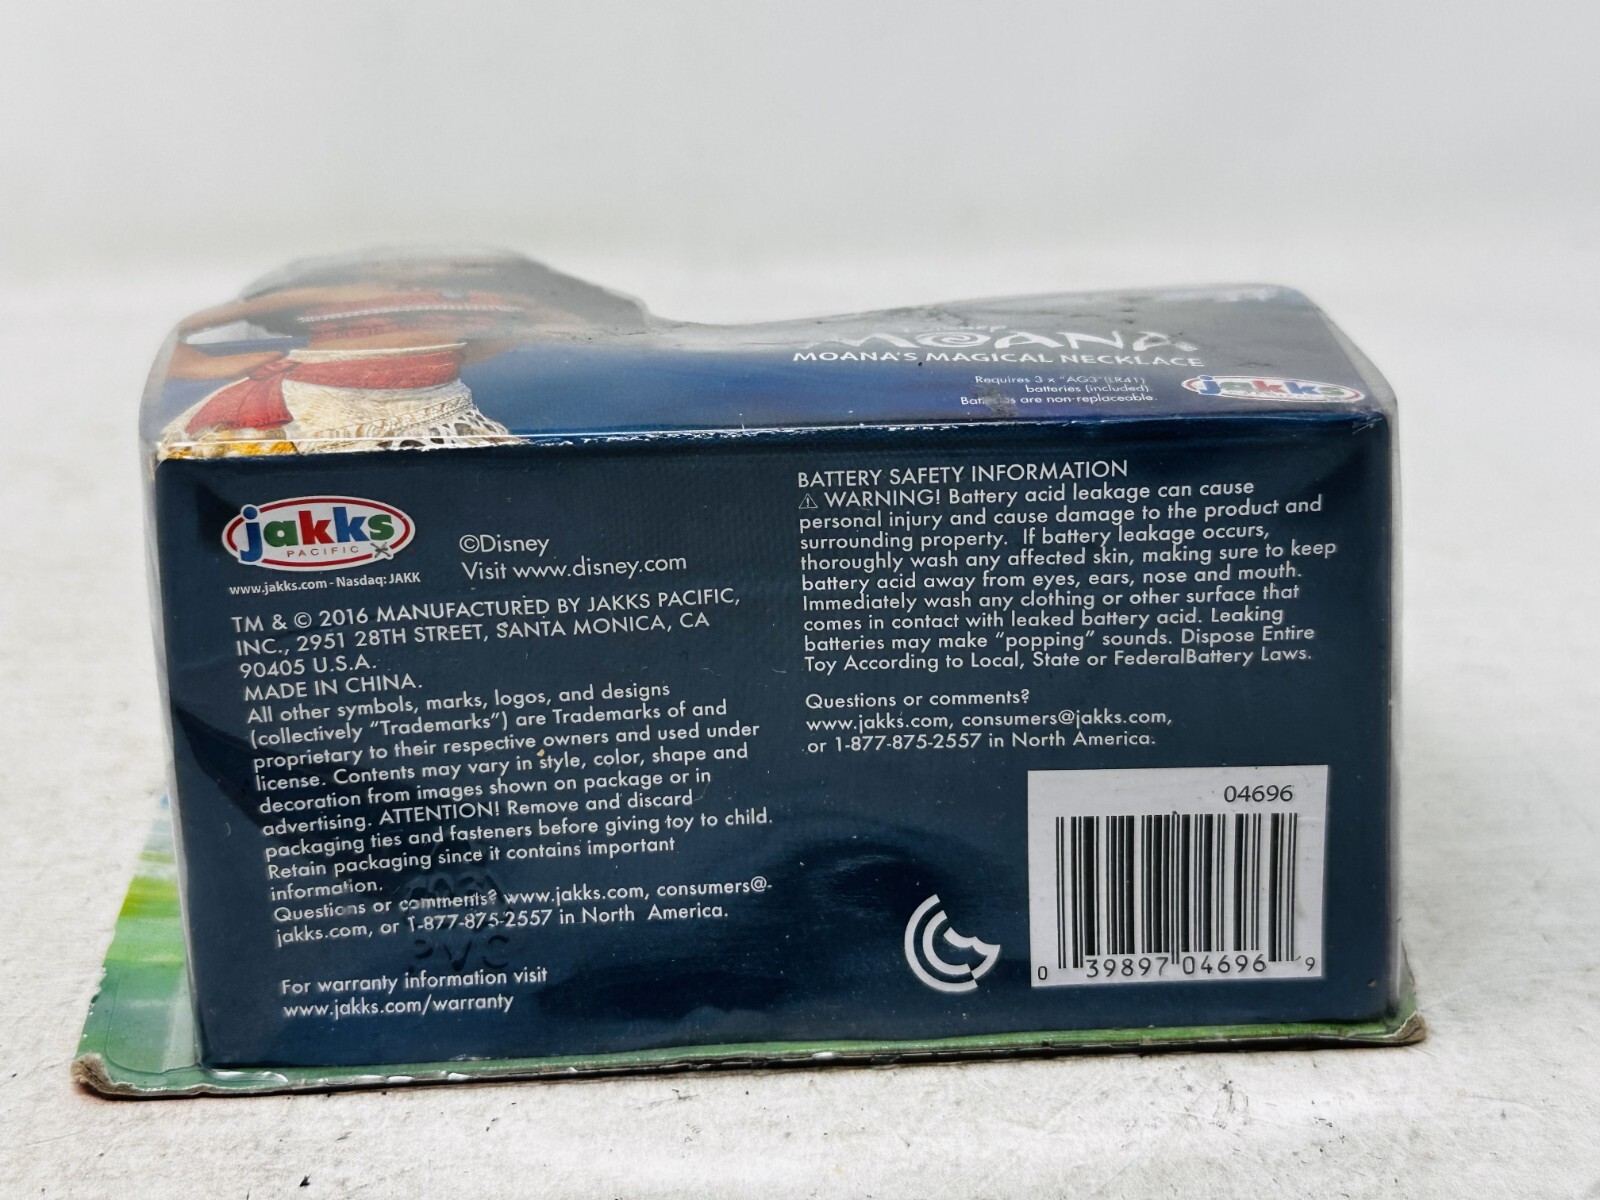 DISNEY
MOANA
MOANA'S MAGICAL NECKLACE
Requires 3 x "AG3"(LR41)
batteries (included).
Batteries are non-replaceable.
jakks
jakks
PACIFIC
www.jakks.com - Nasdaq: JAKK
©Disney
Visit www.disney.com
TM & © 2016 MANUFACTURED BY JAKKS PACIFIC,
INC., 2951 28TH STREET, SANTA MONICA, CA
90405 U.S.A.
MADE IN CHINA.
All other symbols, marks, logos, and designs
(collectively "Trademarks") are Trademarks of and
proprietary to their respective owners and used under
license. Contents may vary in style, color, shape and
decoration from images shown on package or in
advertising. ATTENTION! Remove and discard
packaging ties and fasteners before giving toy to child.
Retain packaging since it contains important
information.
Questions or comments? www.jakks.com, consumers@-
jakks.com, or 1-877-875-2557 in North America.
PVC
For warranty information visit
www.jakks.com/warranty
BATTERY SAFETY INFORMATION
⚠ WARNING! Battery acid leakage can cause
personal injury and cause damage to the product and
surrounding property. If battery leakage occurs,
thoroughly wash any affected skin, making sure to keep
battery acid away from eyes, ears, nose and mouth.
Immediately wash any clothing or other surface that
comes in contact with leaked battery acid. Leaking
batteries may make "popping" sounds. Dispose Entire
Toy According to Local, State or FederalBattery Laws.
Questions or comments?
www.jakks.com, consumers@jakks.com,
or 1-877-875-2557 in North America.
04696
0 39897 04696 9